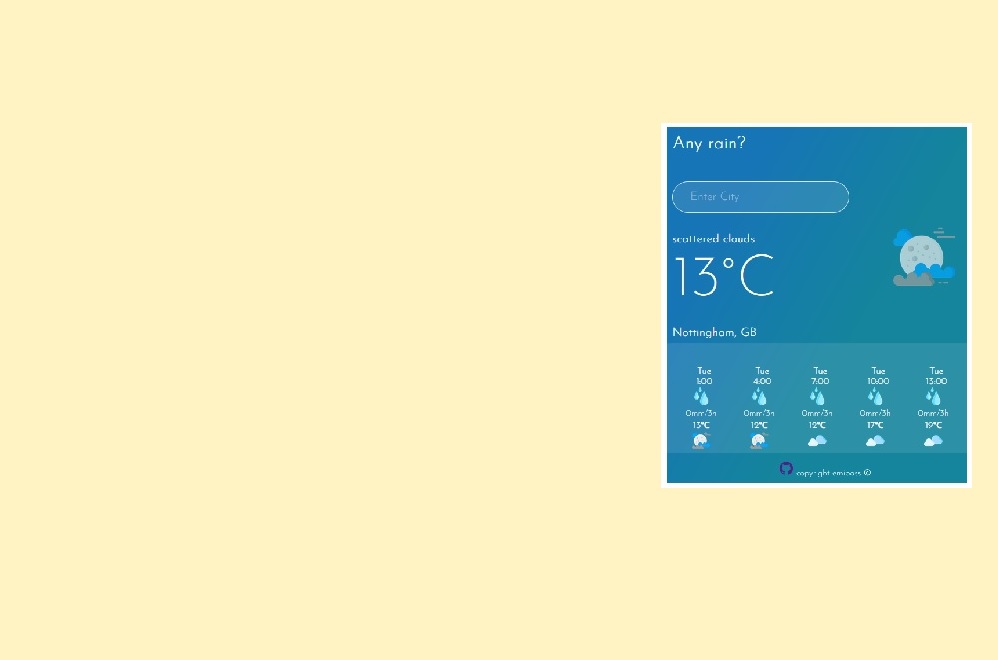 Any rain?
Enter City
scattered clouds
13°C
Nottingham, GB
Tue Tue Tue Tue Tue
1:00 4:00 7:00 10:00 13:00
0mm/3h 0mm/3h 0mm/3h 0mm/3h 0mm/3h
13°C 12°C 12°C 17°C 19°C
copyright emipars ©